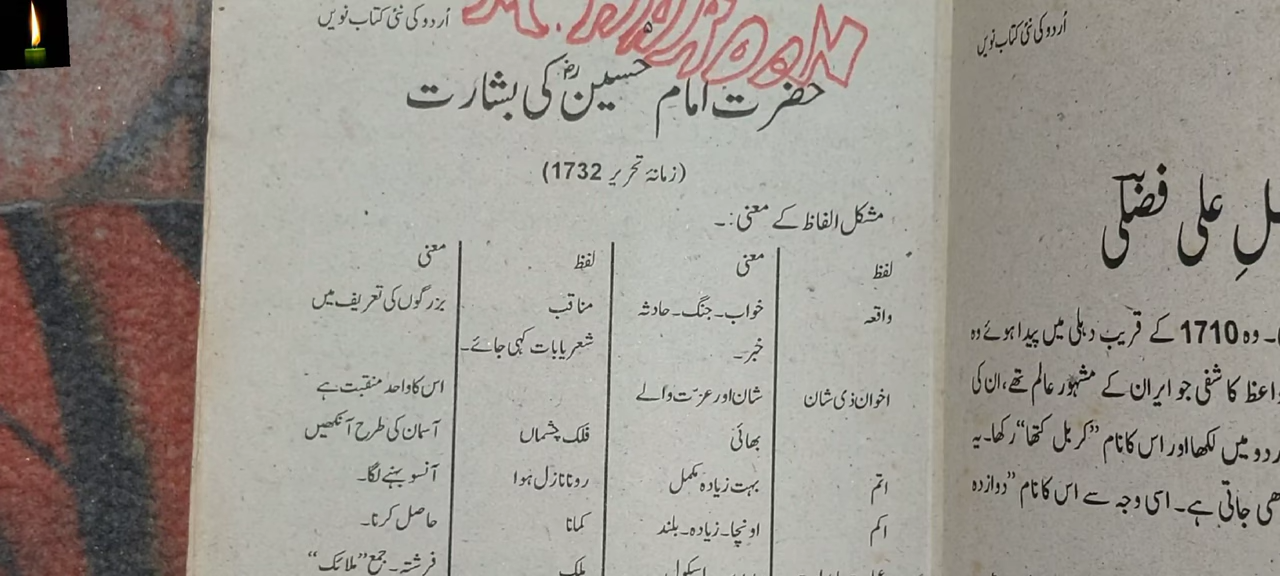 اُردو کی نئی کتاب نویں
۵
حضرت امام حسینؓ کی بشارت
(زمانۂ تحریر 1732)
مشکل الفاظ کے معنی:۔
لفظ معنی لفظ معنی
واقعہ خواب۔جنگ۔حادثہ مناقب بزرگوں کی تعریف میں
خبر۔ شعر یا بات کہی جائے۔
اخوان ذی شان شان اور عزّت والے اس کا واحد منقبت ہے
بھائی فلک چشماں آسمان کی طرح آنکھیں
اتم بہت زیادہ مکمل رونا نازل ہوا آنسو بہنے لگا۔
اکم اونچا۔زیادہ۔بلند کمانا حاصل کرنا۔
اسکول ملک فرشتہ۔جمع”ملائک“
اُردو کی نئی کتاب نویں
علی فضلیؔ
۔ وہ 1710 کے قریب دہلی میں پیدا ہوئے وہ
واعظ کاشفی جو ایران کے مشہور عالم تھے، ان کی
میں لکھا اور اس کا نام ”کربل کتھا“ رکھا۔ یہ
جاتی ہے۔ اسی وجہ سے اس کا نام ”دوازدہ